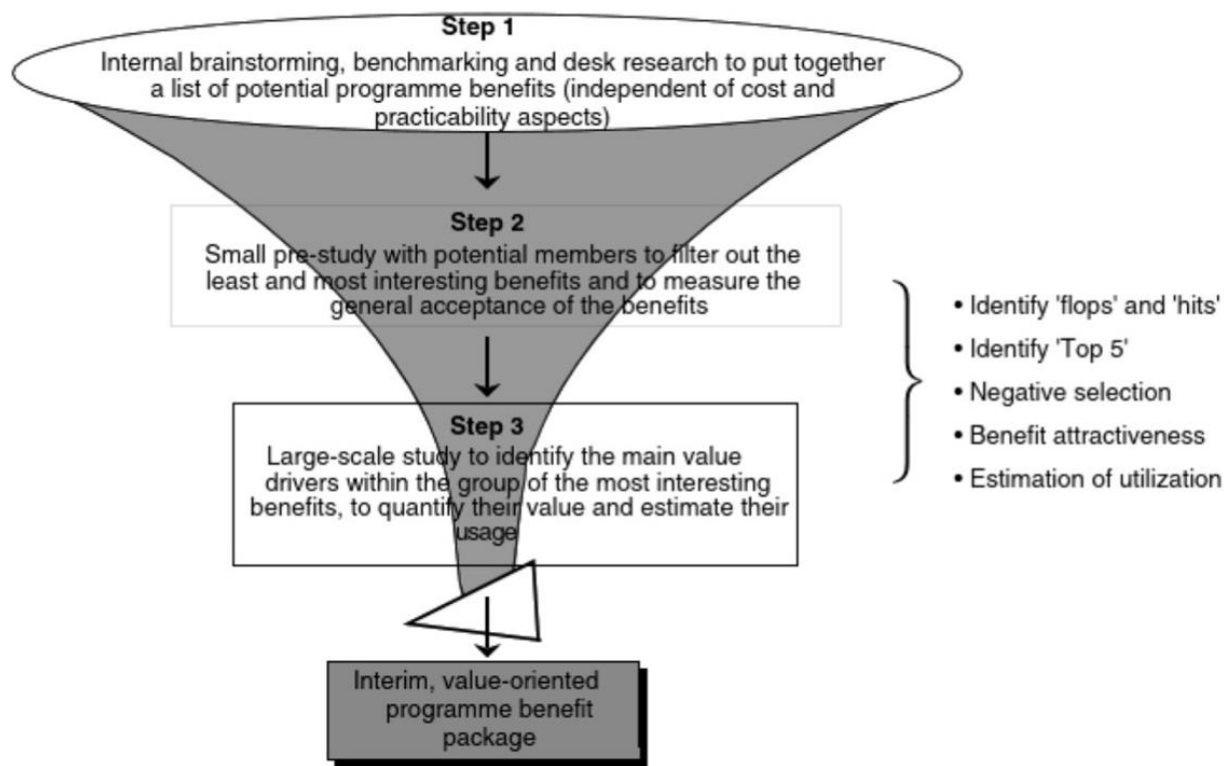 Step 1
Internal brainstorming, benchmarking and desk research to put together
a list of potential programme benefits (independent of cost and
practicability aspects)
Step 2
Small pre-study with potential members to filter out the
least and most interesting benefits and to measure the
general acceptance of the benefits
• Identify 'flops' and 'hits'
• Identify 'Top 5'
• Negative selection
• Benefit attractiveness
• Estimation of utilization
Step 3
Large-scale study to identify the main value
drivers within the group of the most interesting
benefits, to quantify their value and estimate their
usage
Interim, value-oriented
programme benefit
package